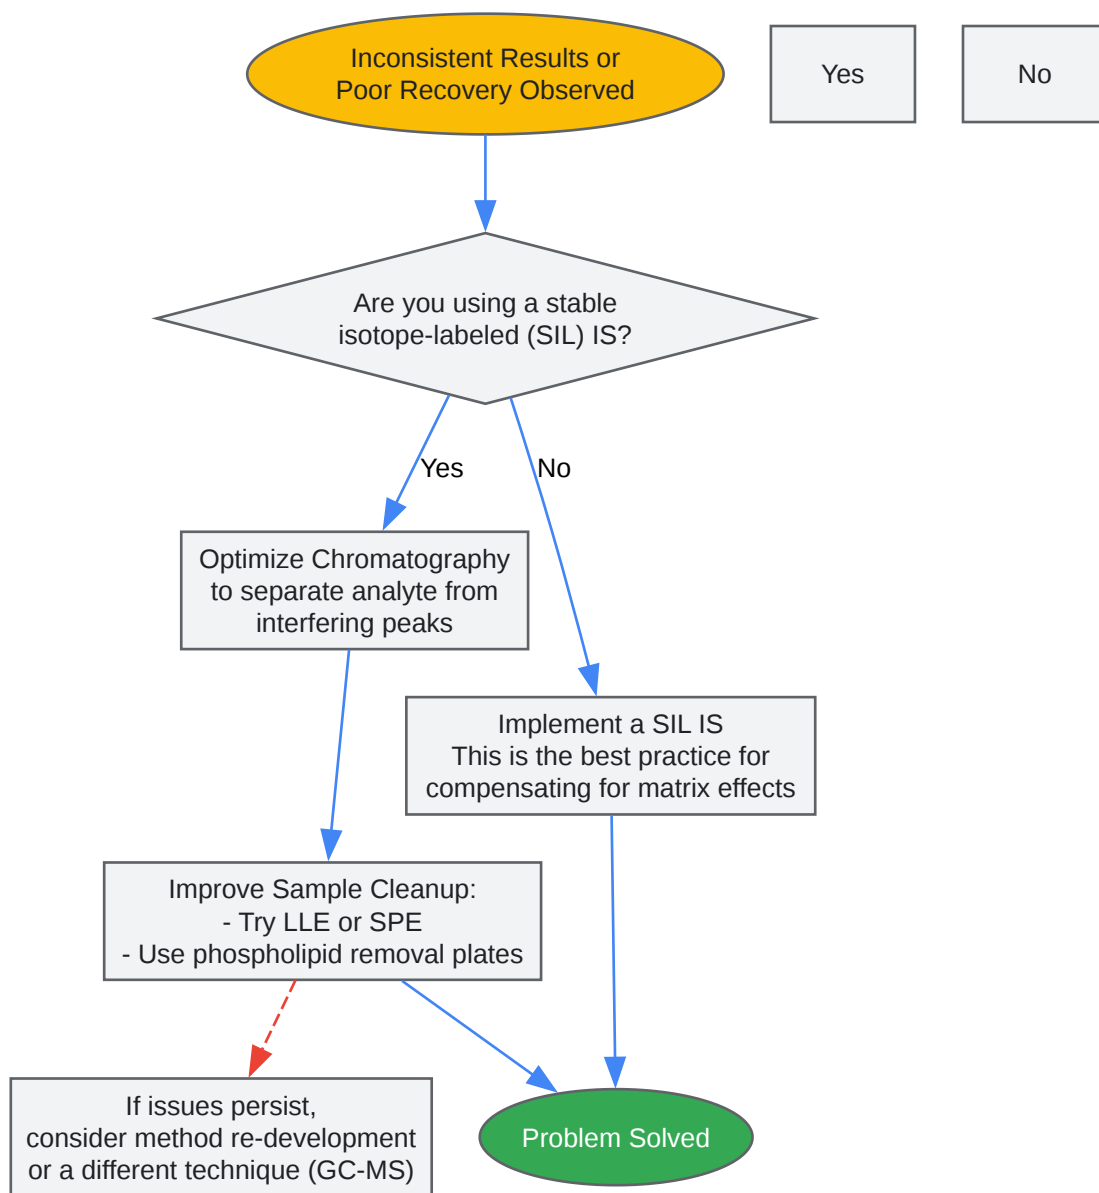 Inconsistent Results or
Poor Recovery Observed
Yes
No
Are you using a stable
isotope-labeled (SIL) IS?
Yes
No
Optimize Chromatography
to separate analyte from
interfering peaks
Implement a SIL IS
This is the best practice for
compensating for matrix effects
Improve Sample Cleanup:
- Try LLE or SPE
- Use phospholipid removal plates
If issues persist,
consider method re-development
or a different technique (GC-MS)
Problem Solved